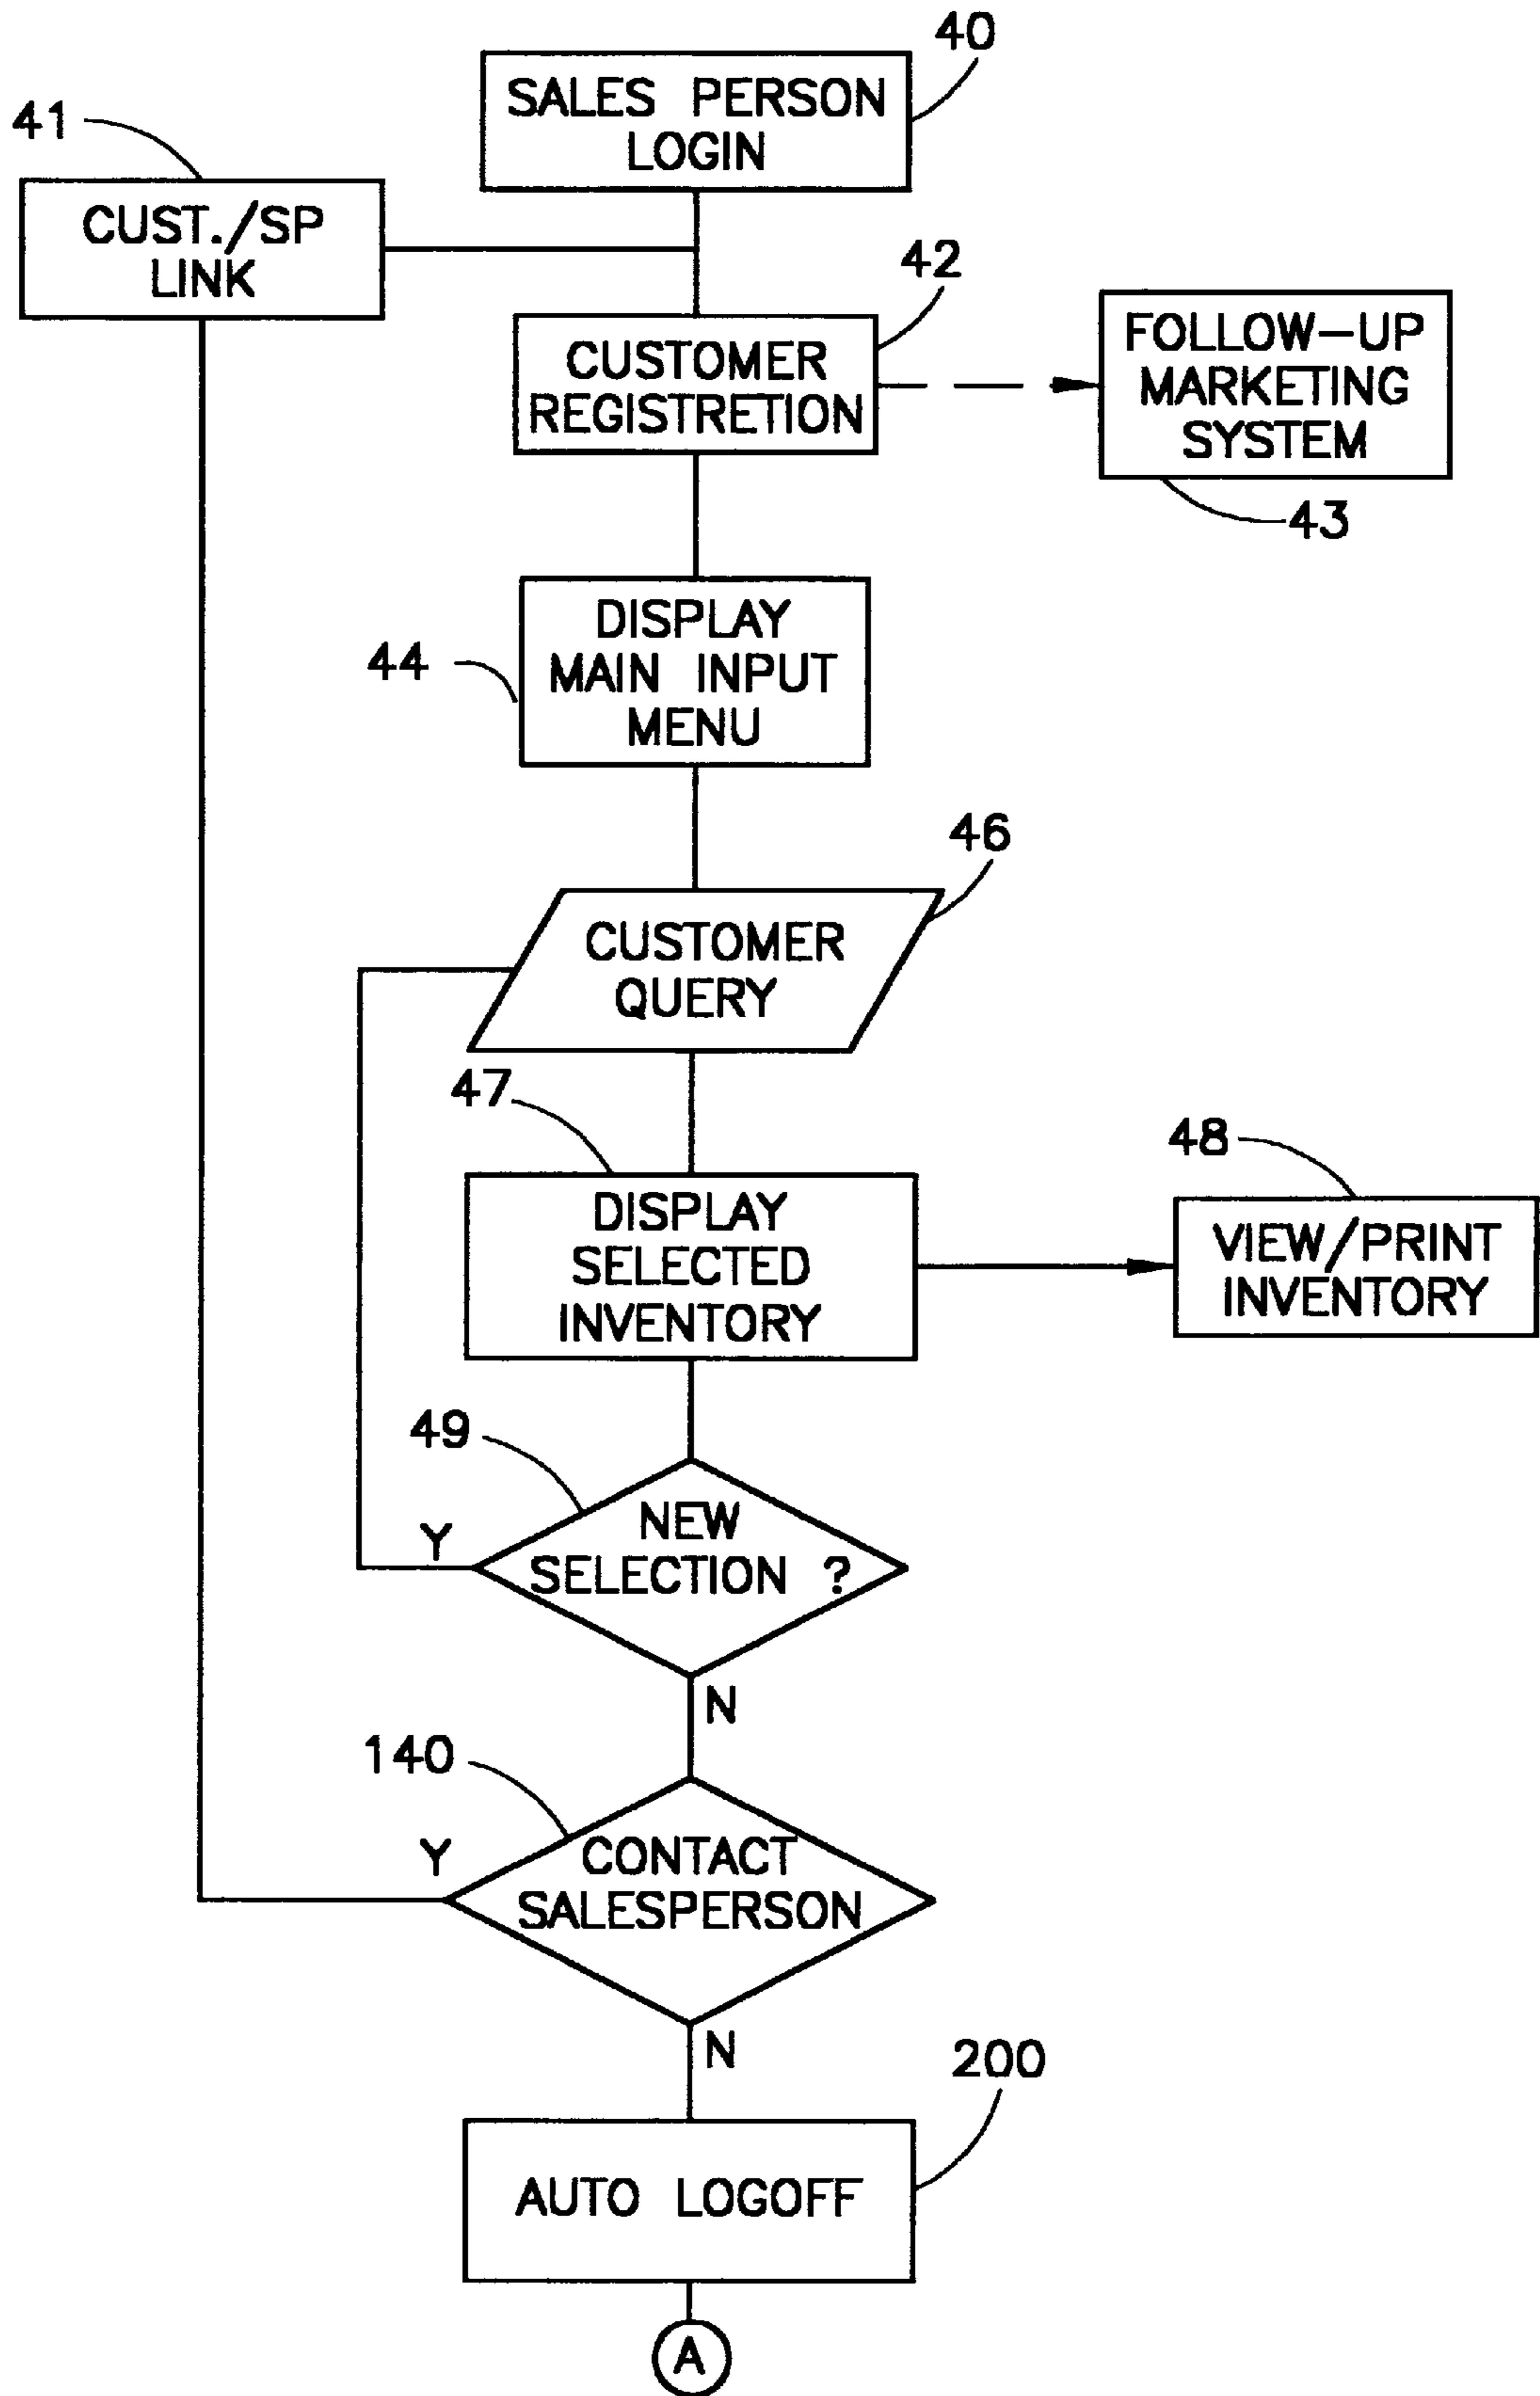 40
SALES PERSON
LOGIN
41
CUST./SP
LINK
42
CUSTOMER
REGISTRETION
FOLLOW-UP
MARKETING
SYSTEM
43
DISPLAY
MAIN INPUT
MENU
44
46
CUSTOMER
QUERY
47
DISPLAY
SELECTED
INVENTORY
48
VIEW/PRINT
INVENTORY
49
NEW
SELECTION ?
Y
N
140
CONTACT
SALESPERSON
Y
N
200
AUTO LOGOFF
A